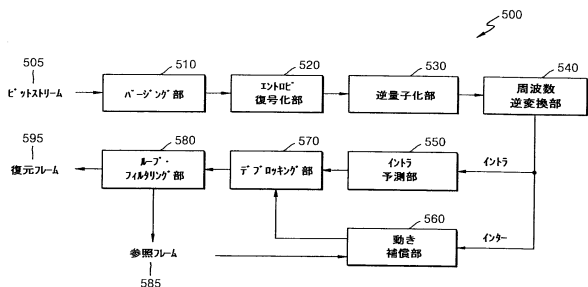 500
505
ビットストリーム
510
パージング部
520
エントロピ
復号化部
530
逆量子化部
540
周波数
逆変換部
595
復元フレーム
580
ループ・
フィルタリング部
570
デブロッキング部
550
イントラ
予測部
イントラ
560
動き
補償部
インター
参照フレーム
585